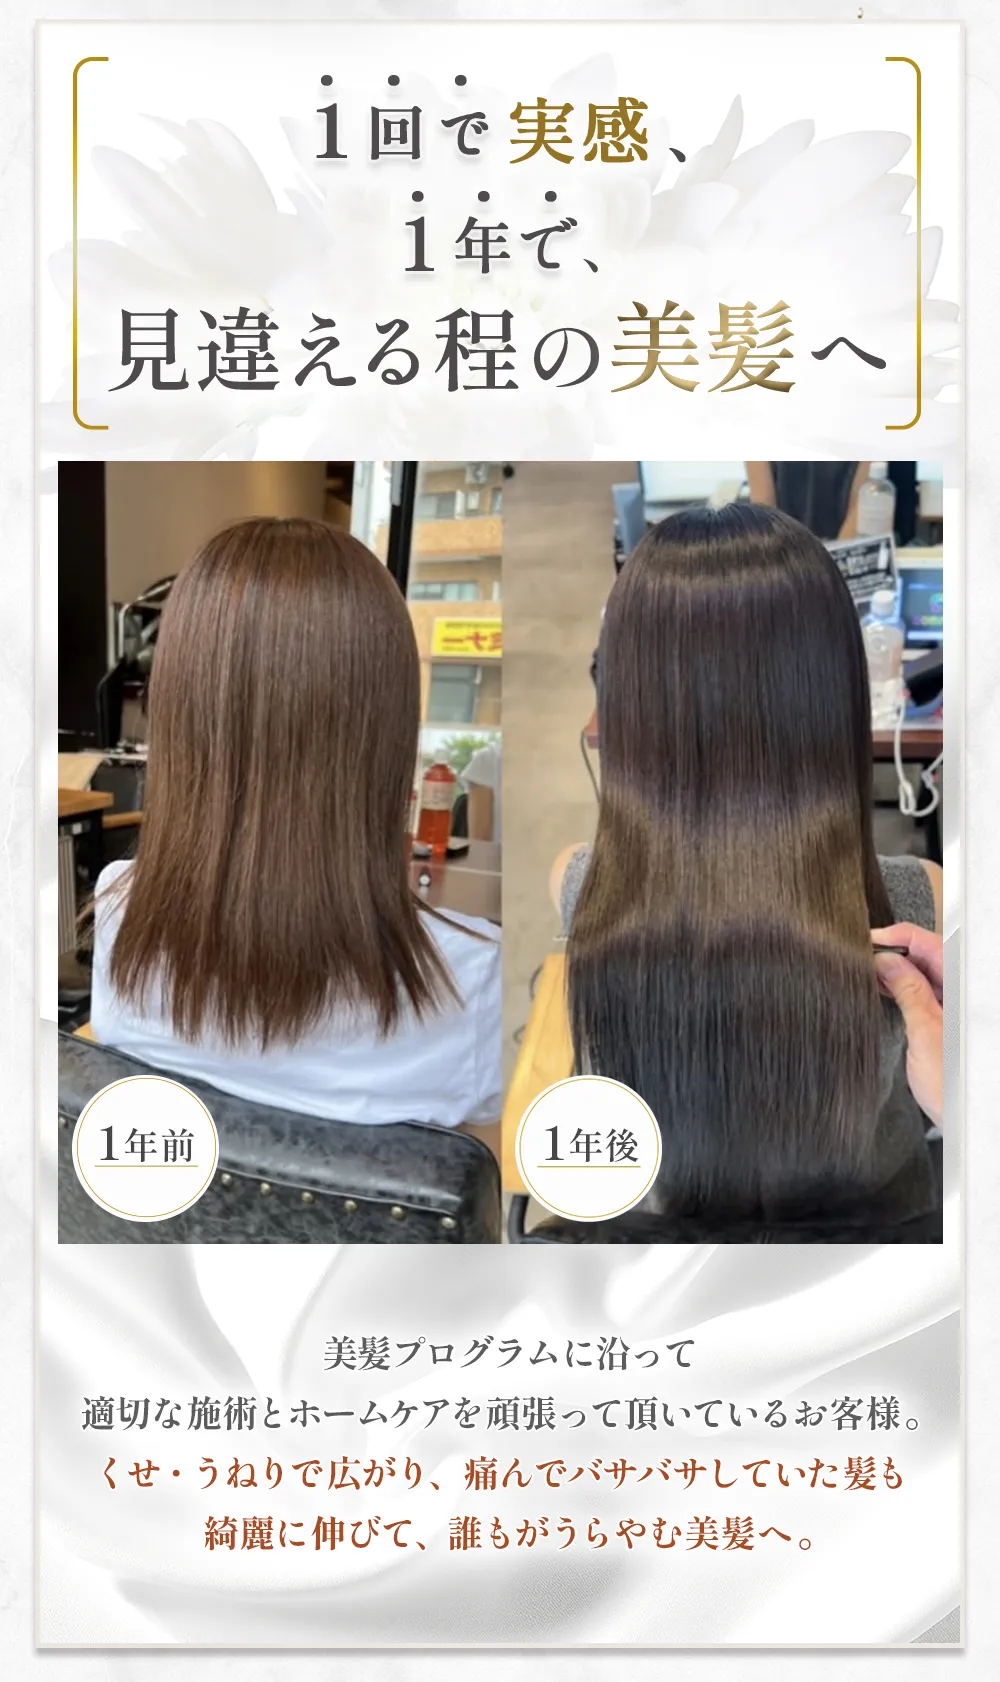 1回で実感、
1年で、
見違える程の美髪へ
1年前
1年後
美髪プログラムに沿って
適切な施術とホームケアを頑張って頂いているお客様。
くせ・うねりで広がり、痛んでバサバサしていた髪も
綺麗に伸びて、誰もがうらやむ美髪へ。